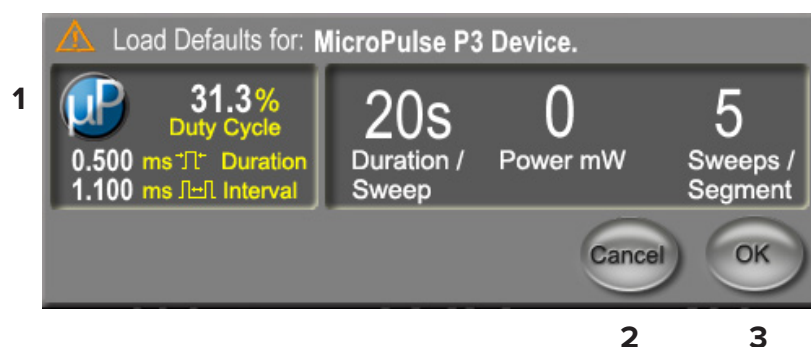 Load Defaults for: MicroPulse P3 Device.
1
µP
31.3%
Duty Cycle
0.500 ms Duration
1.100 ms Interval
20s
Duration /
Sweep
0
Power mW
5
Sweeps /
Segment
Cancel
OK
2
3